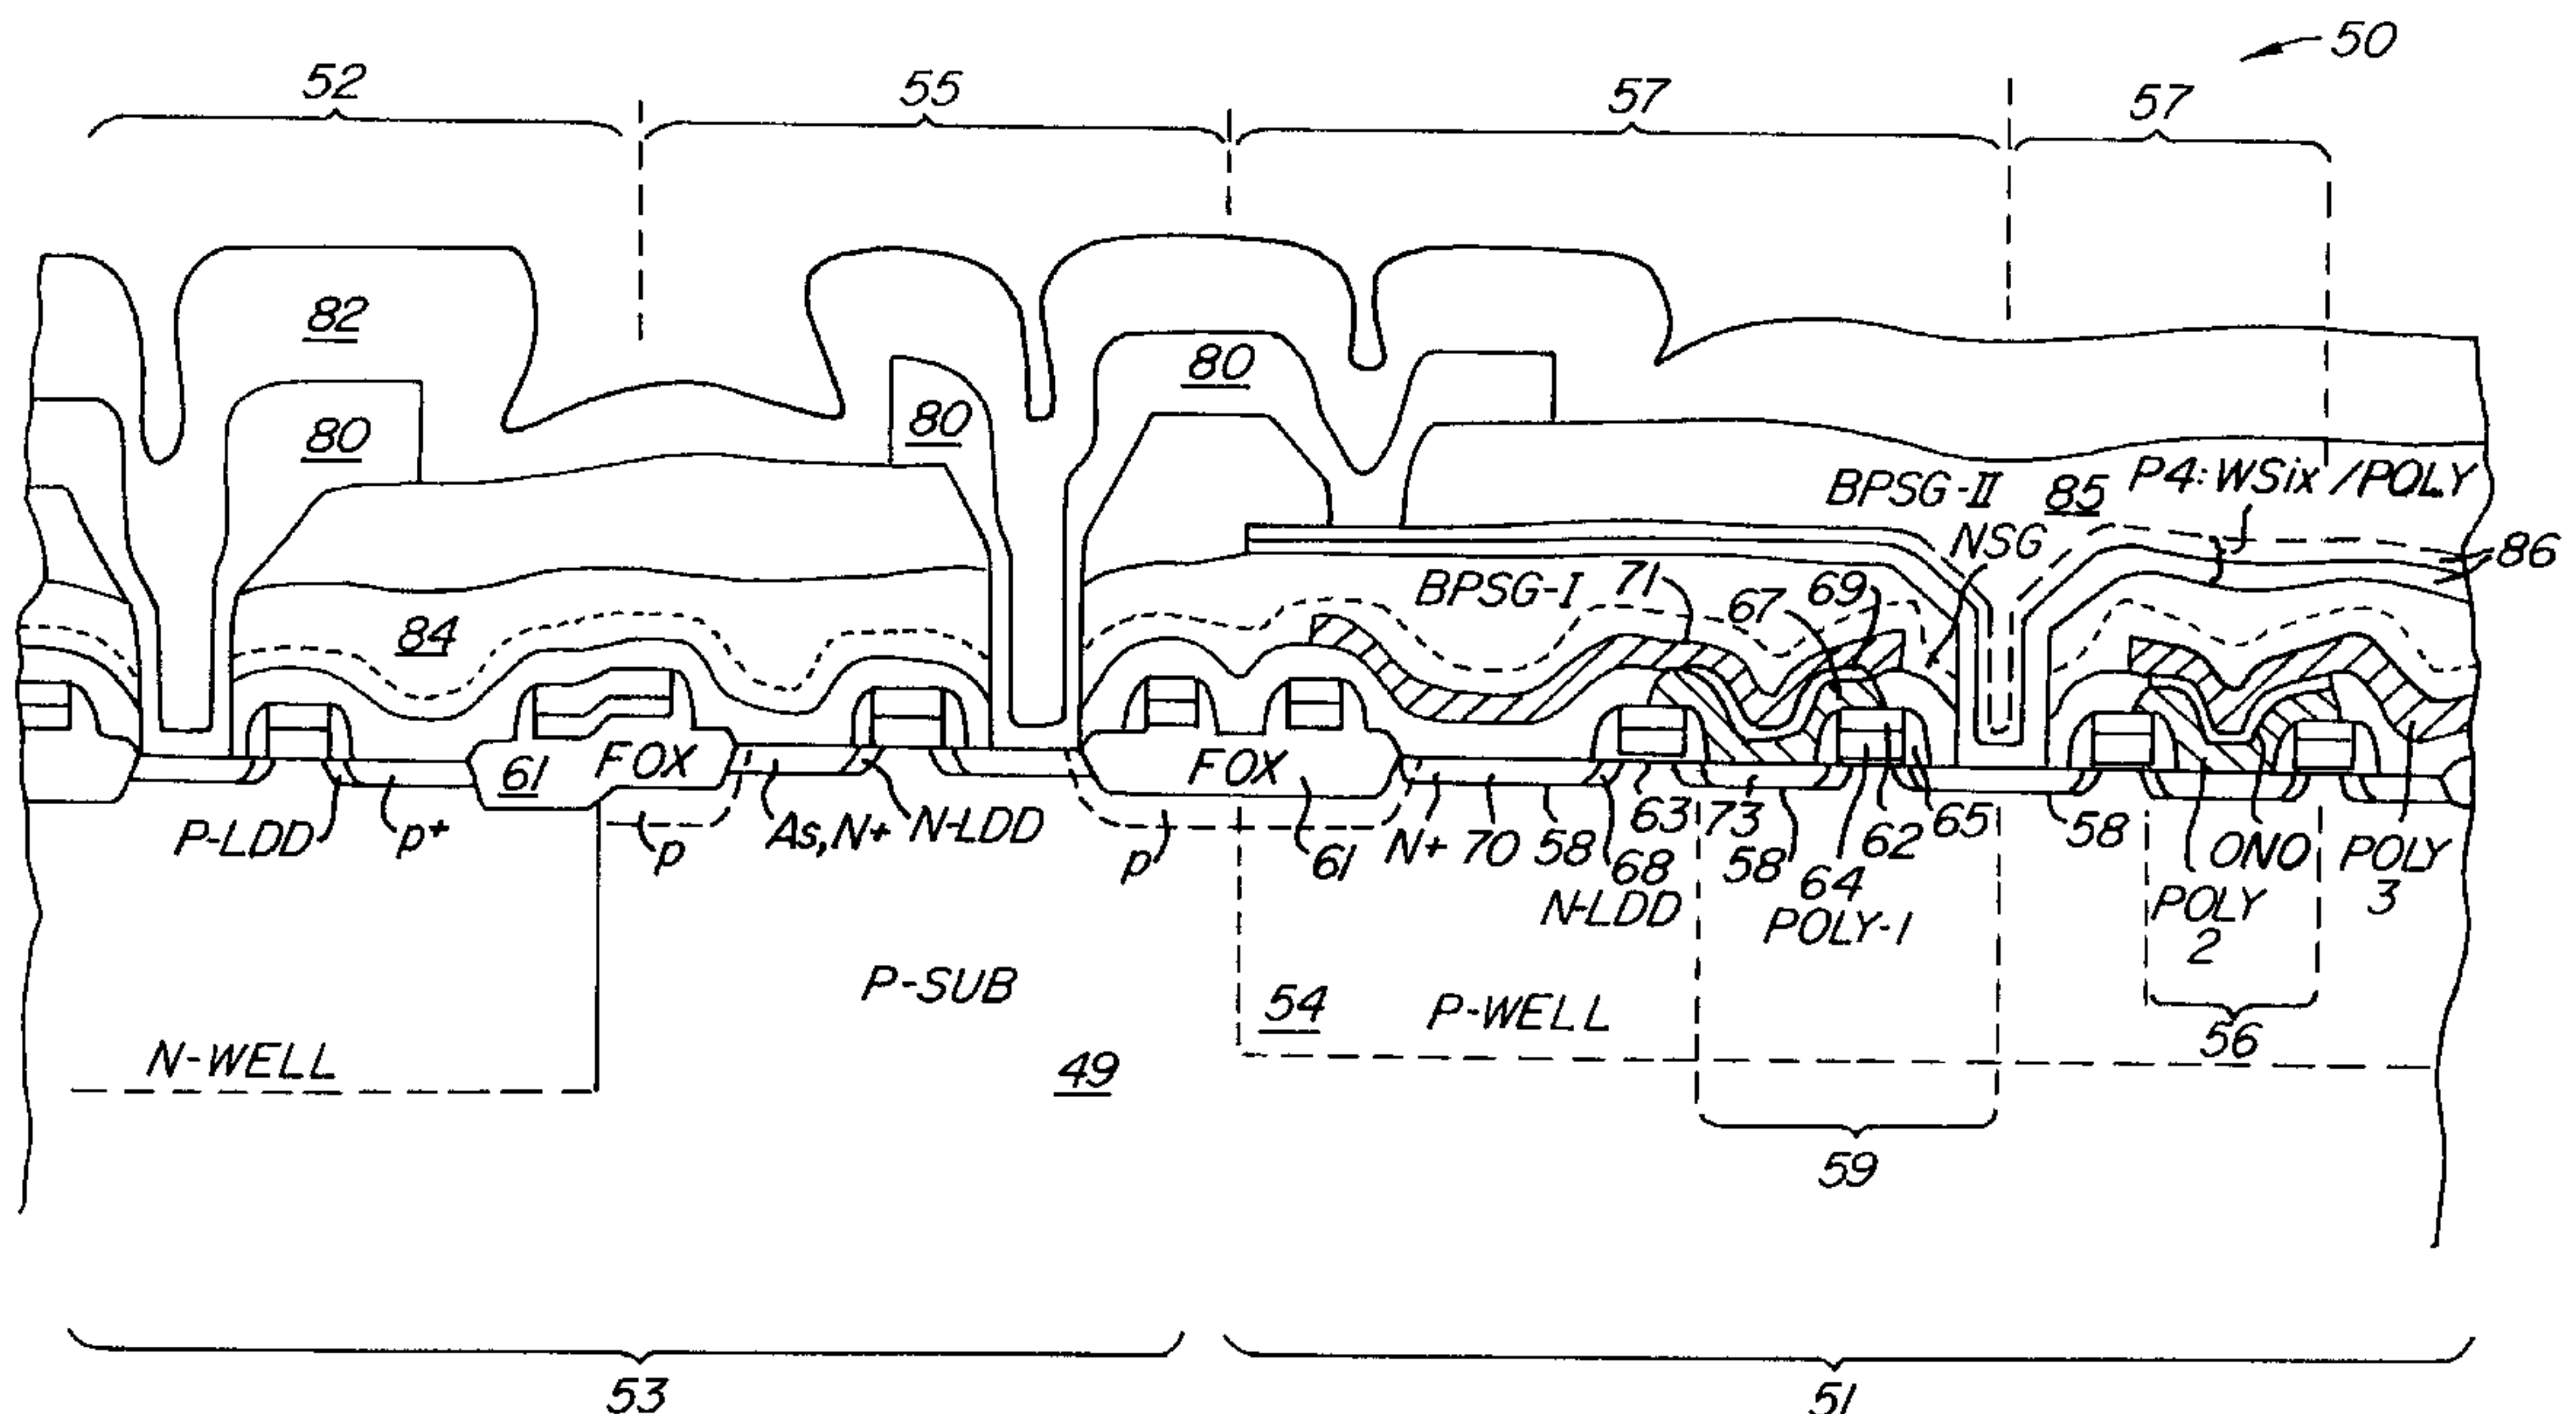 50
52
55
57
57
82
80
80
80
BPSG-II
85
P4:WSix/POLY
NSG
86
BPSG-I
71
67
69
84
61
FOX
FOX
P-LDD
p+
p
As,N+
N-LDD
p
61
N+
70
58
68
63
73
58
64
62
65
58
ONO
POLY
3
N-LDD
POLY-1
POLY
2
P-SUB
54
P-WELL
56
N-WELL
49
59
53
51